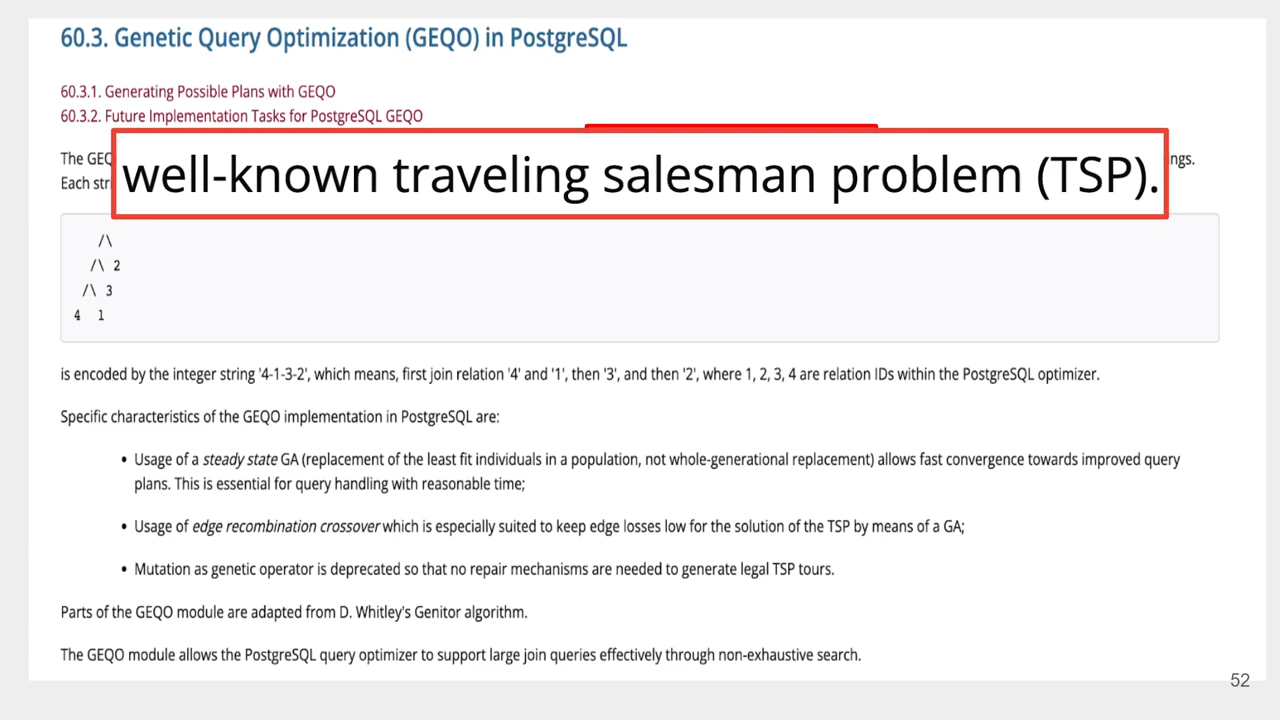 60.3. Genetic Query Optimization (GEQO) in PostgreSQL
60.3.1. Generating Possible Plans with GEQO
60.3.2. Future Implementation Tasks for PostgreSQL GEQO
The GEQ
well-known traveling salesman problem (TSP).
ngs.
Each str
/\
/\ 2
/\ 3
4 1
is encoded by the integer string '4-1-3-2', which means, first join relation '4' and '1', then '3', and then '2', where 1, 2, 3, 4 are relation IDs within the PostgreSQL optimizer.
Specific characteristics of the GEQO implementation in PostgreSQL are:
• Usage of a steady state GA (replacement of the least fit individuals in a population, not whole-generational replacement) allows fast convergence towards improved query
plans. This is essential for query handling with reasonable time;
• Usage of edge recombination crossover which is especially suited to keep edge losses low for the solution of the TSP by means of a GA;
• Mutation as genetic operator is deprecated so that no repair mechanisms are needed to generate legal TSP tours.
Parts of the GEQO module are adapted from D. Whitley's Genitor algorithm.
The GEQO module allows the PostgreSQL query optimizer to support large join queries effectively through non-exhaustive search.
52